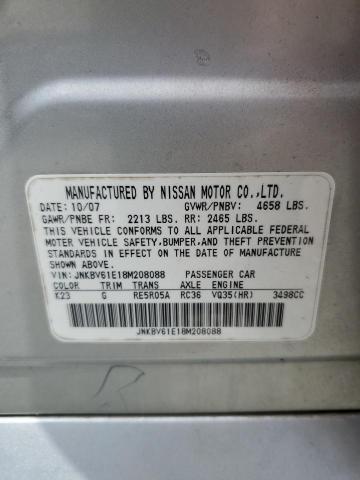 MANUFACTURED BY NISSAN MOTOR CO.,LTD.
DATE: 10/07 GVWR/PNBV: 4658 LBS.
GAWR/PNBE FR: 2213 LBS. RR: 2465 LBS.
THIS VEHICLE CONFORMS TO ALL APPLICABLE FEDERAL
MOTOR VEHICLE SAFETY,BUMPER,AND THEFT PREVENTION
STANDARDS IN EFFECT ON THE DATE OF MANUFACTURE
SHOWN ABOVE.
VIN: JNKBV61E18M208088 PASSENGER CAR
COLOR TRIM TRANS AXLE ENGINE
K23 G RE5R05A RC36 VQ35(HR) 3498CC
JNKBV61E18M208088
R